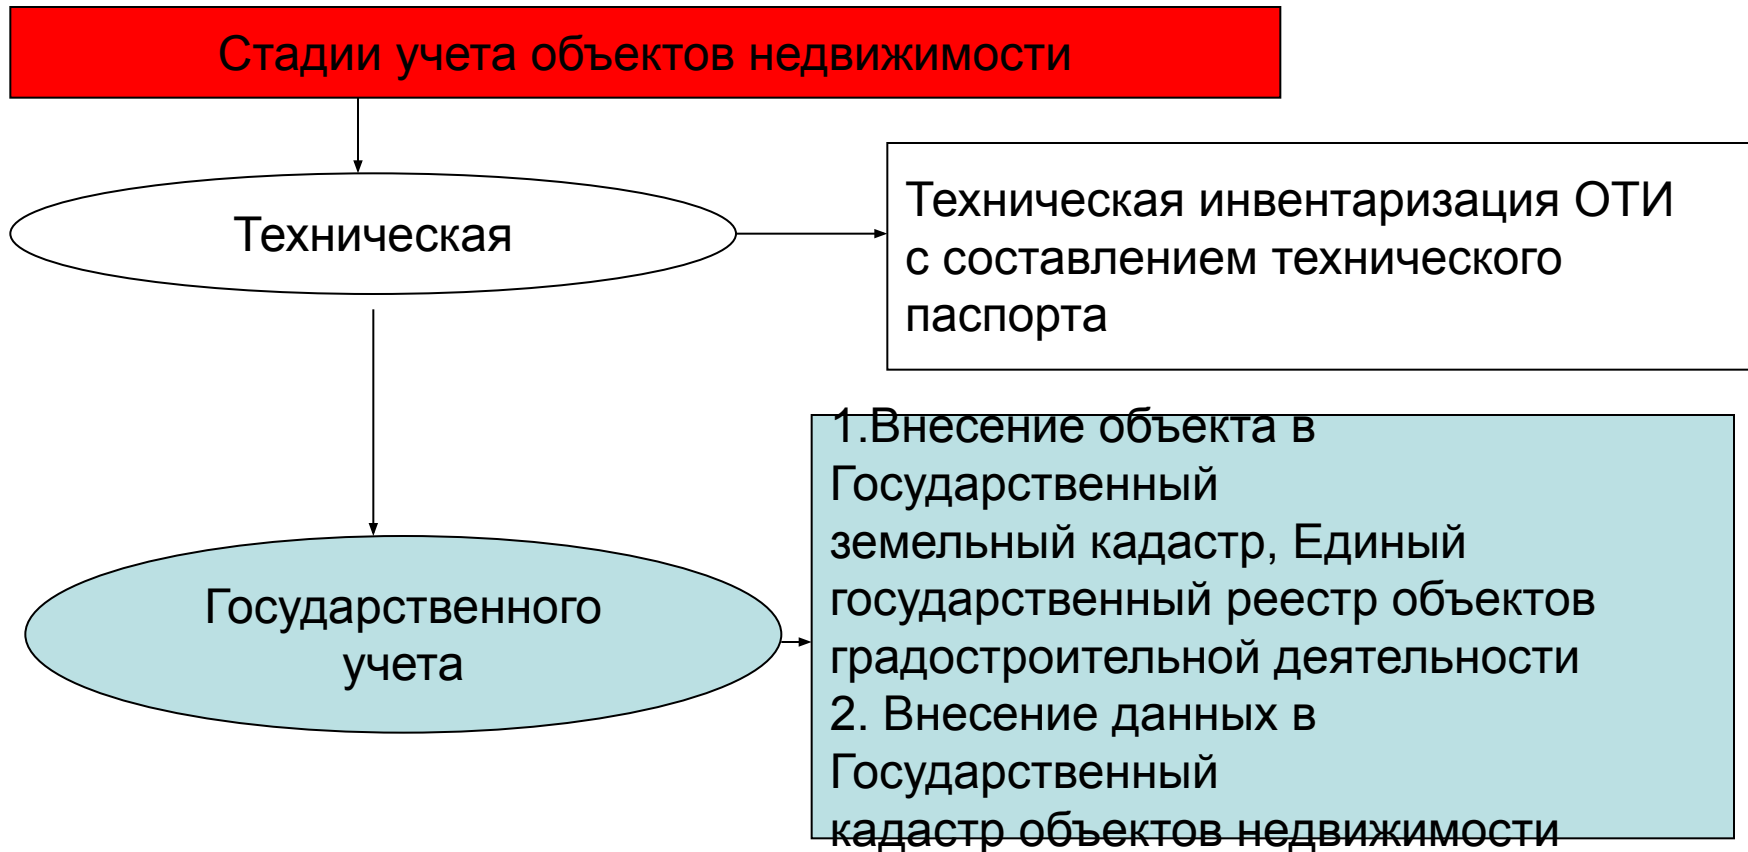 Стадии учета объектов недвижимости
Техническая
Техническая инвентаризация ОТИ
с составлением технического
паспорта
Государственного
учета
1.Внесение объекта в
Государственный
земельный кадастр, Единый
государственный реестр объектов
градостроительной деятельности
2. Внесение данных в
Государственный
кадастр объектов недвижимости